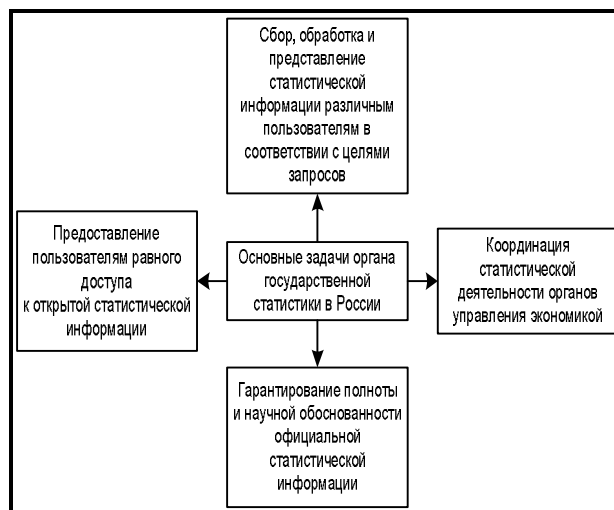 Сбор, обработка и
представление
статистической
информации различным
пользователям в
соответствии с целями
запросов
Предоставление
пользователям равного
доступа
к открытой статистической
информации
Основные задачи органа
государственной
статистики в России
Координация
статистической
деятельности органов
управления экономикой
Гарантирование полноты
и научной обоснованности
официальной
статистической
информации